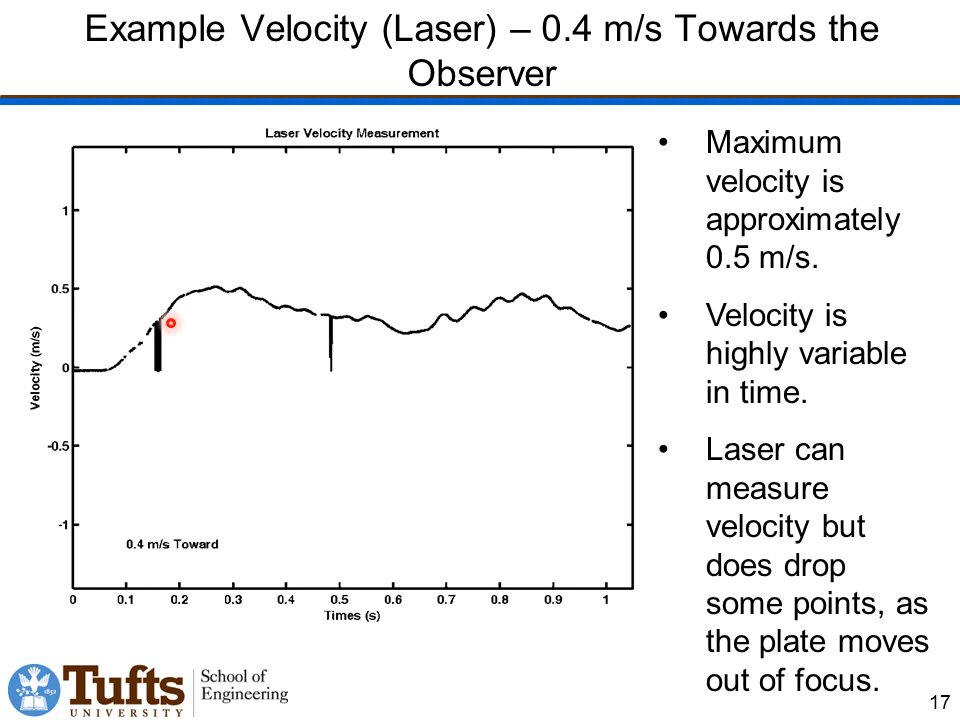 Example Velocity (Laser) – 0.4 m/s Towards the
Observer
Laser Velocity Measurement
1
0.5
0
-0.5
-1
Velocity (m/s)
0.4 m/s Toward
0 0.1 0.2 0.3 0.4 0.5 0.6 0.7 0.8 0.9 1
Times (s)
• Maximum
velocity is
approximately
0.5 m/s.
• Velocity is
highly variable
in time.
• Laser can
measure
velocity but
does drop
some points, as
the plate moves
out of focus.
1852
Tufts
UNIVERSITY
School of
Engineering
17